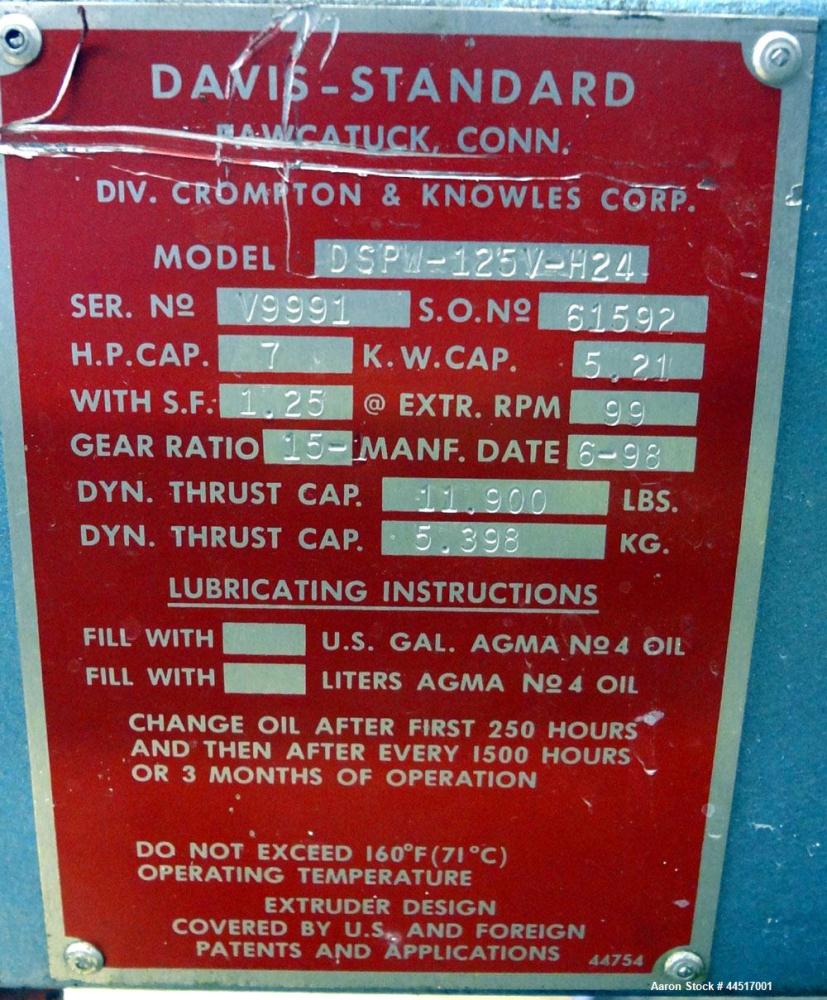 DAVIS-STANDARD
PAWCATUCK, CONN.
DIV. CROMPTON & KNOWLES CORP.
MODEL DSPW-125V-H24
SER. Nº V9991 S.O.Nº 61592
H.P.CAP. 7 K.W.CAP. 5.21
WITH S.F. 1.25 @ EXTR. RPM 99
GEAR RATIO 15-1 MANF. DATE 6-98
DYN. THRUST CAP. 11.900 LBS.
DYN. THRUST CAP. 5.398 KG.
LUBRICATING INSTRUCTIONS
FILL WITH U.S. GAL. AGMA Nº4 OIL
FILL WITH LITERS AGMA Nº4 OIL
CHANGE OIL AFTER FIRST 250 HOURS
AND THEN AFTER EVERY 1500 HOURS
OR 3 MONTHS OF OPERATION
DO NOT EXCEED 160°F (71°C)
OPERATING TEMPERATURE
EXTRUDER DESIGN
COVERED BY U.S. AND FOREIGN
PATENTS AND APPLICATIONS 44754
Aaron Stock # 44517001